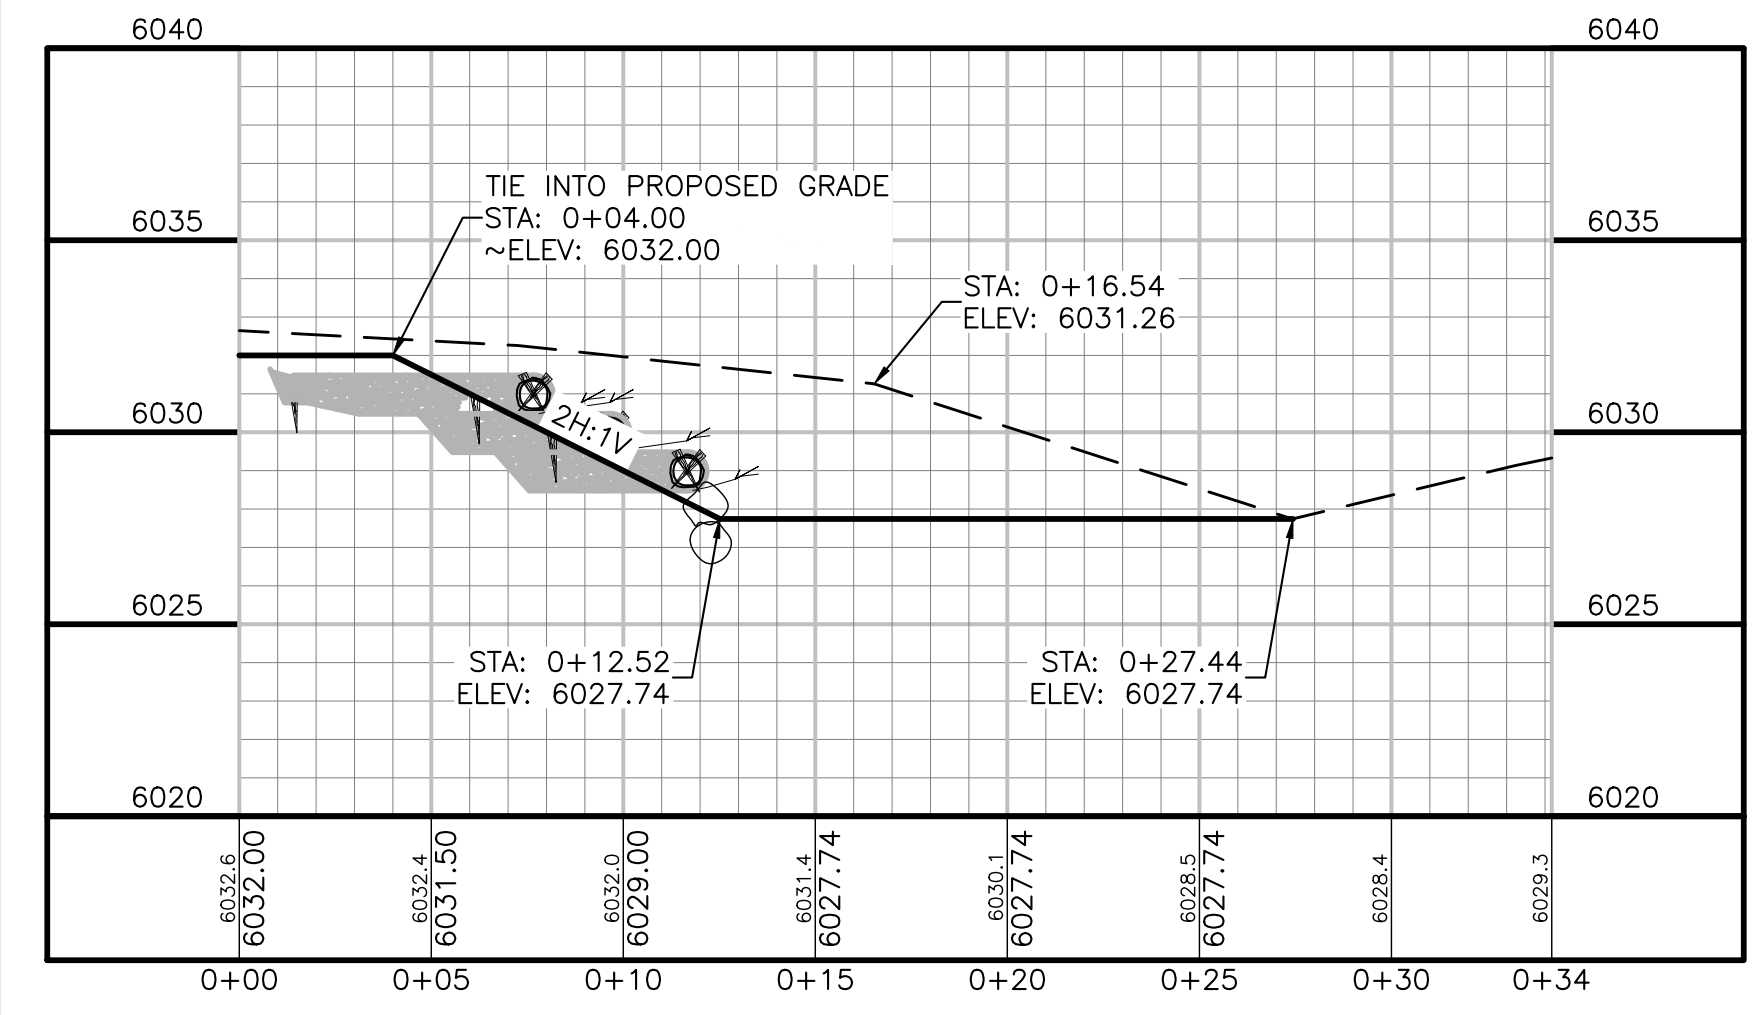 6040 6040
TIE INTO PROPOSED GRADE
STA: 0+04.00
~ELEV: 6032.00
6035 6035
STA: 0+16.54
ELEV: 6031.26
6030 6030
2H:1V
6025 6025
STA: 0+12.52
ELEV: 6027.74
STA: 0+27.44
ELEV: 6027.74
6020 6020
6032.6
6032.00
6032.4
6031.50
6032.0
6029.00
6031.4
6027.74
6030.1
6027.74
6028.5
6027.74
6028.4
6029.3
0+00 0+05 0+10 0+15 0+20 0+25 0+30 0+34